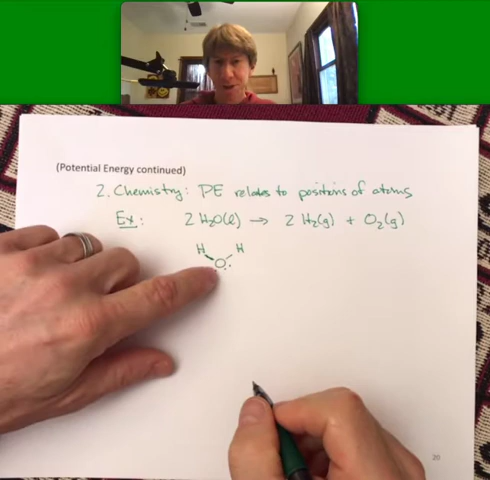 (Potential Energy continued)
2. Chemistry: PE relates to positions of atoms
Ex: 2 H₂O(l) → 2 H₂(g) + O₂(g)
H H
O
20